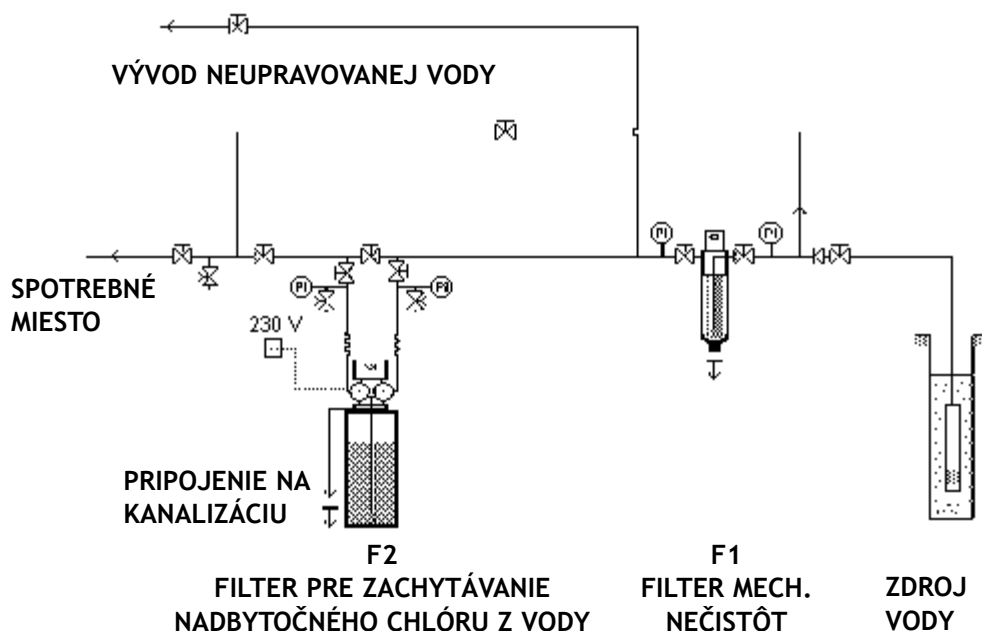 VÝVOD NEUPRAVOVANEJ VODY
PI
PI
SPOTREBNÉ
MIESTO
PI
PI
230 V
PRIPOJENIE NA
KANALIZÁCIU
F2
FILTER PRE ZACHYTÁVANIE
NADBYTOČNÉHO CHLÓRU Z VODY
F1
FILTER MECH.
NEČISTÔT
ZDROJ
VODY